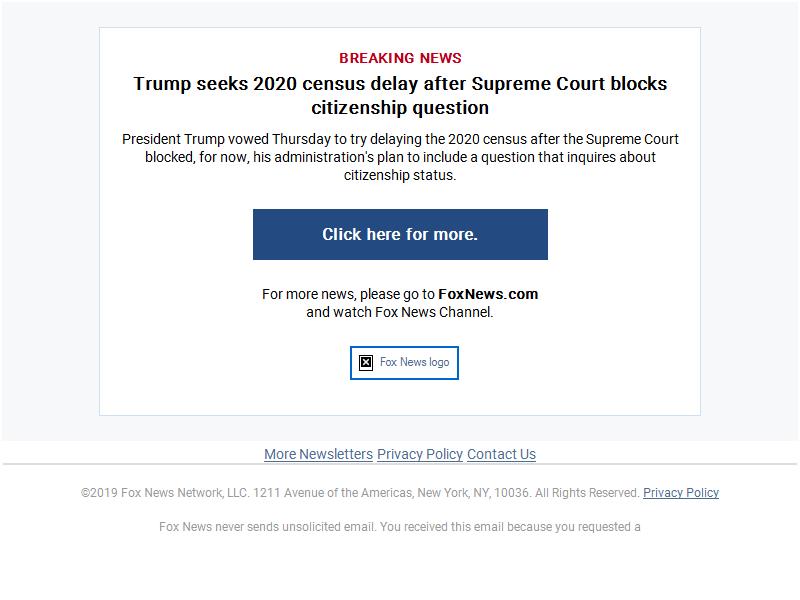 BREAKING NEWS
Trump seeks 2020 census delay after Supreme Court blocks
citizenship question
President Trump vowed Thursday to try delaying the 2020 census after the Supreme Court
blocked, for now, his administration's plan to include a question that inquires about
citizenship status.
Click here for more.
For more news, please go to FoxNews.com
and watch Fox News Channel.
Fox News logo
More Newsletters Privacy Policy Contact Us
©2019 Fox News Network, LLC. 1211 Avenue of the Americas, New York, NY, 10036. All Rights Reserved. Privacy Policy
Fox News never sends unsolicited email. You received this email because you requested a